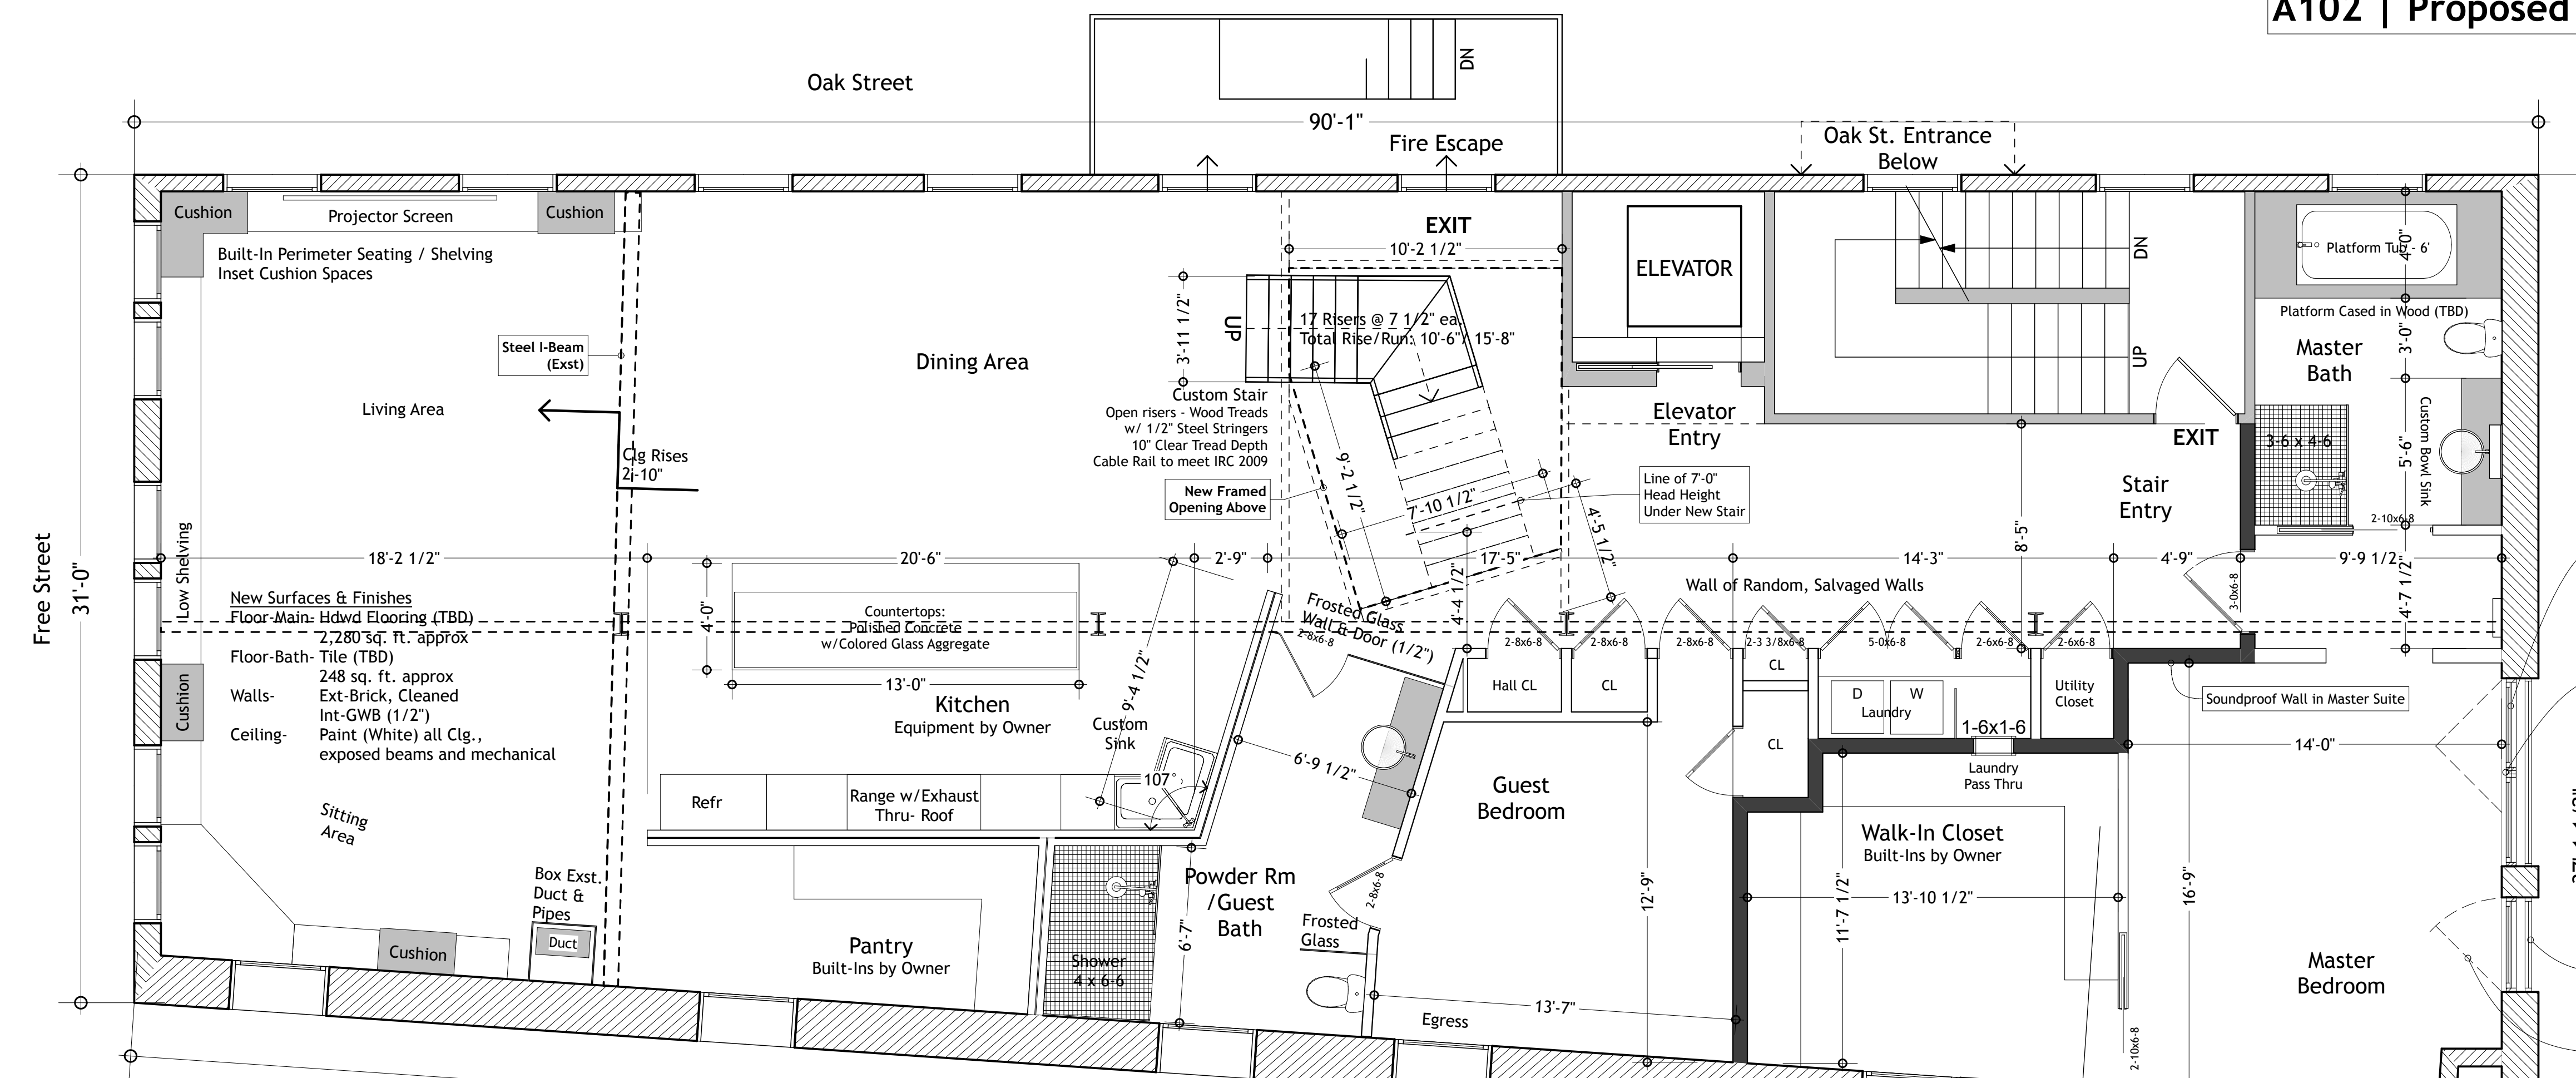 A102 | Proposed
Oak Street
DN
90'-1"
Fire Escape
Oak St. Entrance
Below
Cushion
Projector Screen
Cushion
Built-In Perimeter Seating / Shelving
Inset Cushion Spaces
EXIT
10'-2 1/2"
ELEVATOR
DN
UP
Platform Tub - 6'
4'-0"
Platform Cased in Wood (TBD)
Steel I-Beam
(Exst)
Living Area
Clg Rises
2'-10"
Dining Area
3'-11 1/2"
UP
17 Risers @ 7 1/2" ea.
Total Rise/Run: 10'-6"/ 15'-8"
Custom Stair
Open risers - Wood Treads
w/ 1/2" Steel Stringers
10" Clear Tread Depth
Cable Rail to meet IRC 2009
New Framed
Opening Above
9'-2 1/2"
7'-10 1/2"
4'-5 1/2"
Elevator
Entry
Line of 7'-0"
Head Height
Under New Stair
EXIT
Stair
Entry
Master
Bath
3'-0"
3-6 x 4-6
5'-6"
Custom Bowl Sink
2-10x6-8
Free Street
31'-0"
Low Shelving
18'-2 1/2"
20'-6"
2'-9"
17'-5"
14'-3"
8'-5"
4'-9"
9'-9 1/2"
4'-7 1/2"
3-0x6-8
4'-4 1/2"
Wall of Random, Salvaged Walls
New Surfaces & Finishes
Floor-Main- Hdwd Flooring (TBD)
2,280 sq. ft. approx
Floor-Bath- Tile (TBD)
248 sq. ft. approx
Walls- Ext-Brick, Cleaned
Int-GWB (1/2")
Ceiling- Paint (White) all Clg.,
exposed beams and mechanical
Cushion
4'-0"
Countertops:
Polished Concrete
w/Colored Glass Aggregate
13'-0"
Kitchen
Equipment by Owner
9'-4 1/2"
Custom
Sink
107°
Refr
Range w/Exhaust
Thru- Roof
Frosted Glass
Wall & Door (1/2")
2-8x6-8
2-8x6-8
2-8x6-8
2-8x6-8
2-3 3/8x6-8
5-0x6-8
2-6x6-8
2-6x6-8
Hall CL
CL
CL
CL
D
W
Laundry
Utility
Closet
1-6x1-6
Laundry
Pass Thru
Soundproof Wall in Master Suite
14'-0"
6'-9 1/2"
Guest
Bedroom
Walk-In Closet
Built-Ins by Owner
Sitting
Area
Box Exst.
Duct &
Pipes
Duct
Cushion
Pantry
Built-Ins by Owner
Shower
4 x 6-6
Powder Rm
/Guest
Bath
6'-7"
2-8x6-8
Frosted
Glass
12'-9"
13'-7"
Egress
11'-7 1/2"
13'-10 1/2"
16'-9"
Master
Bedroom
2-10x6-8